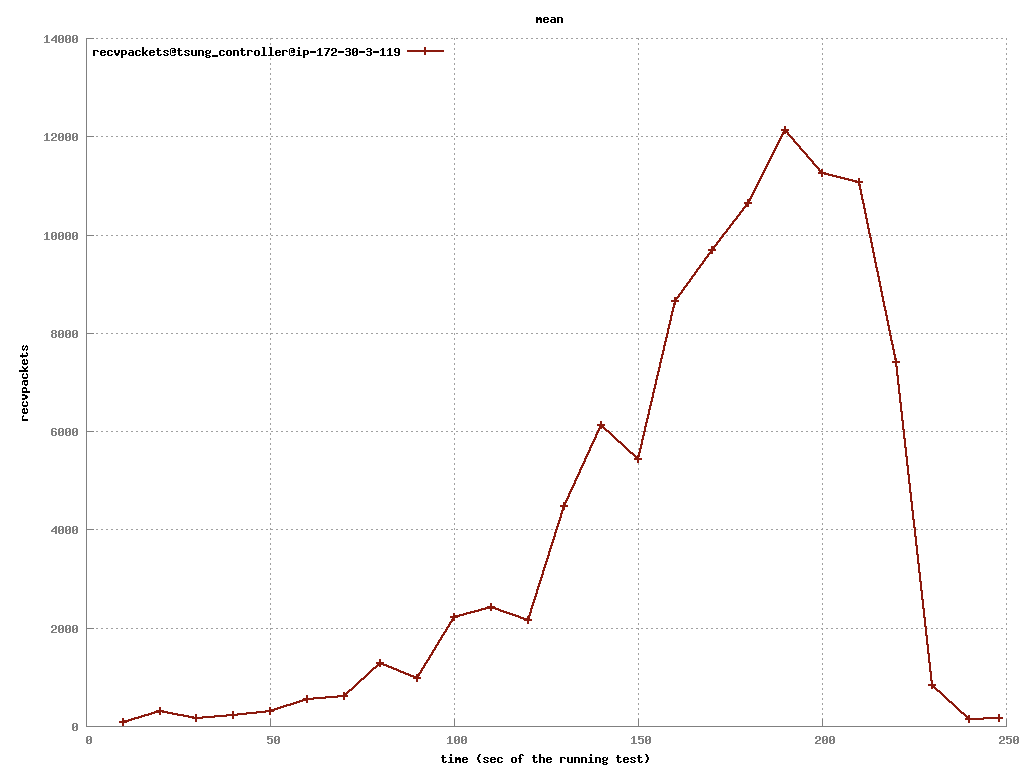 mean
14000
recvpackets@tsung_controller@ip-172-30-3-119
12000
10000
8000
recvpackets
6000
4000
2000
0
0 50 100 150 200 250
time (sec of the running test)